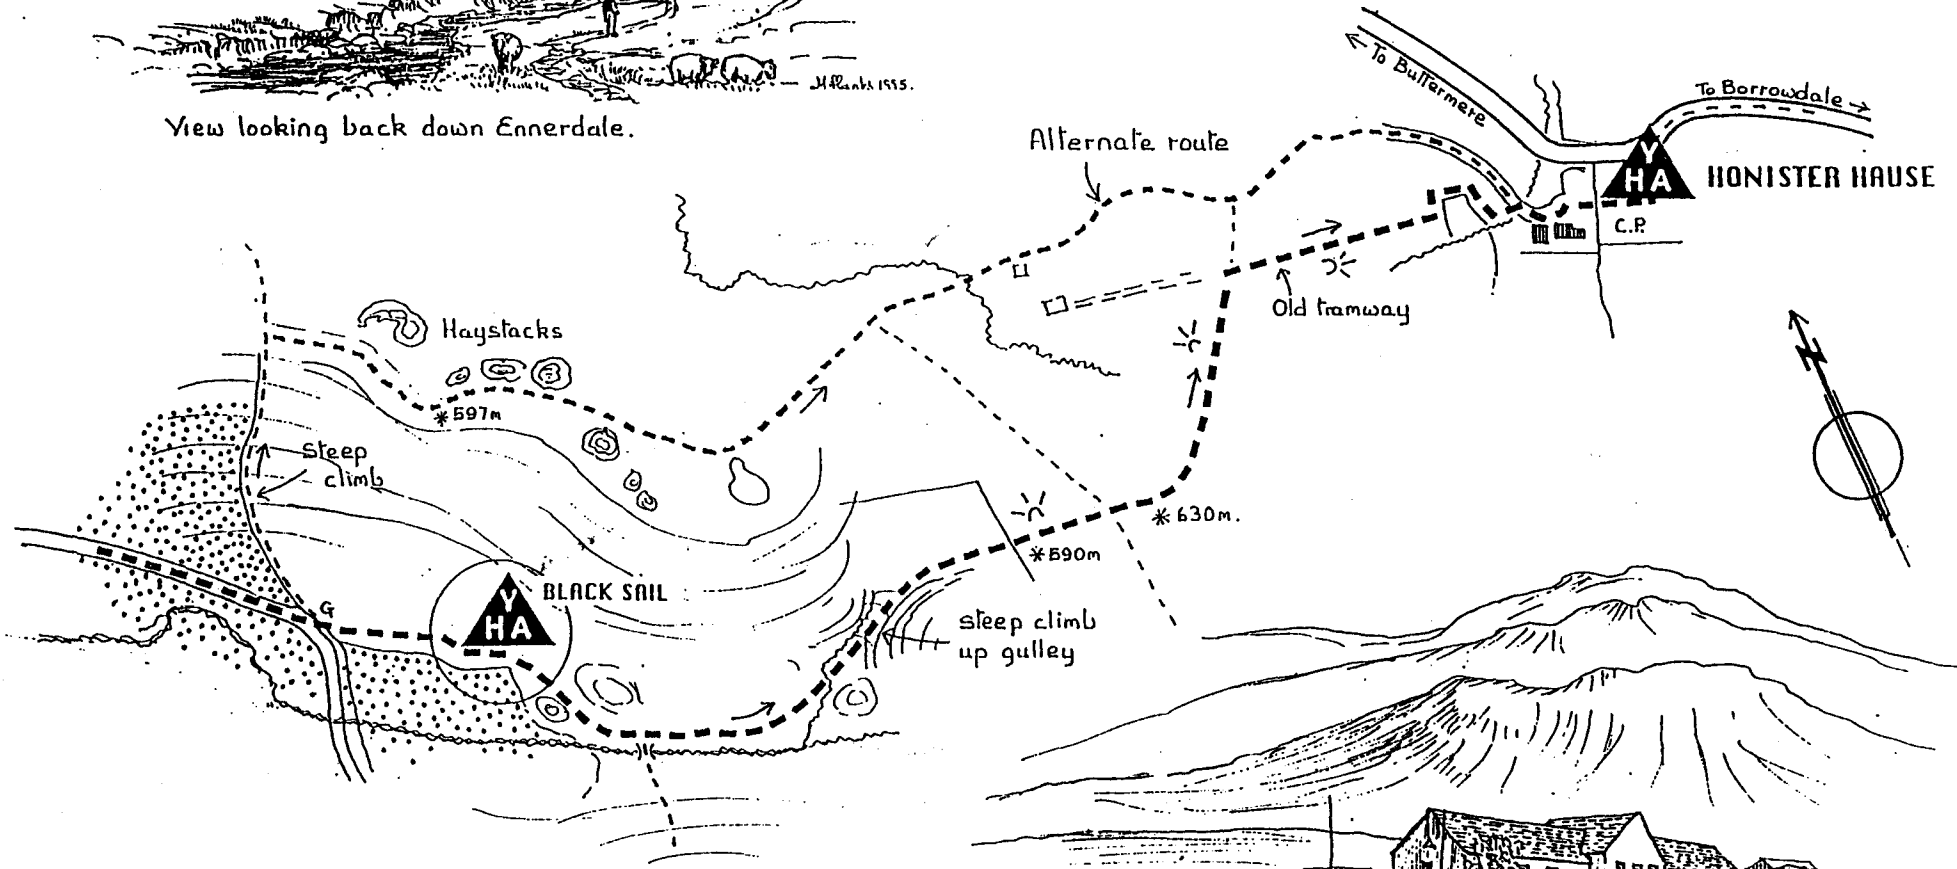 View looking back down Ennerdale.
To Buttermere
To Borrowdale
Alternate route
Y
HA
HONISTER HAUSE
C.P.
Old tramway
Haystacks
597m
Steep
climb
N
630m.
590m
G
Y
HA
BLACK SAIL
Steep climb
up gulley